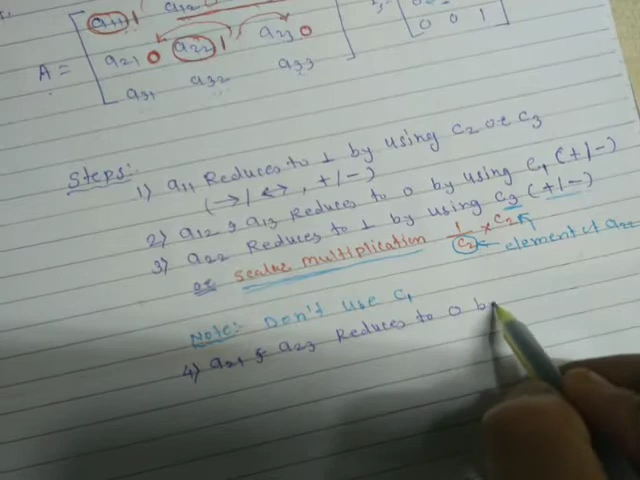 a11 1 a12
A = a21 0 a22 1 a23 0
a31 a32 a33
0 0 1
Steps:
1) a11 Reduces to 1 by using C2 or C3
(→/↔, +/-)
2) a12 & a13 Reduces to 0 by using C1 (+/-)
3) a22 Reduces to 1 by using C3 (+/-)
or scalar multiplication 1/C2 × C2 ← element of a22
Note: Don't use C1
4) a21 & a23 Reduces to 0 b